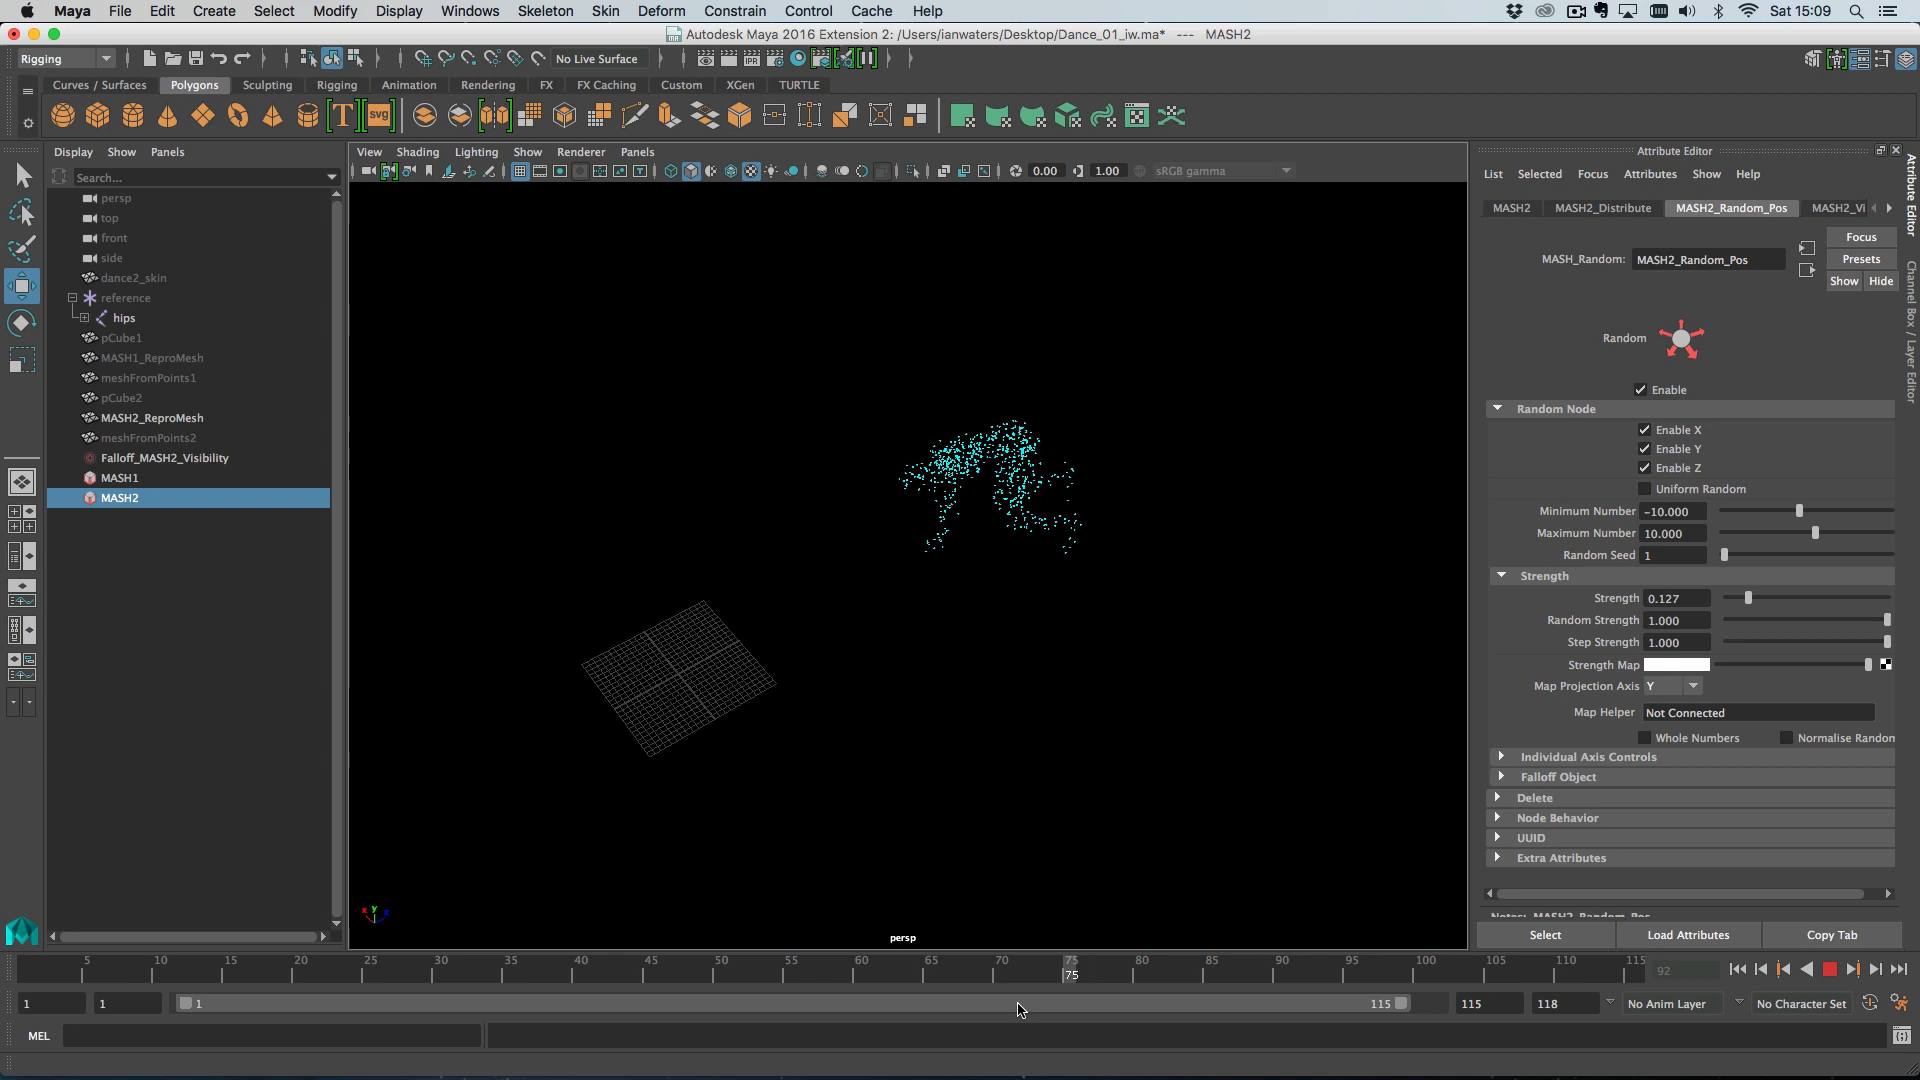 Maya File Edit Create Select Modify Display Windows Skeleton Skin Deform Constrain Control Cache Help Sat 15:09
Autodesk Maya 2016 Extension 2: /Users/ianwaters/Desktop/Dance_01_iw.ma* --- MASH2
Rigging No Live Surface
Curves / Surfaces Polygons Sculpting Rigging Animation Rendering FX FX Caching Custom XGen TURTLE
T SVG
Display Show Panels
View Shading Lighting Show Renderer Panels
Attribute Editor
Search...
0.00 1.00 sRGB gamma
List Selected Focus Attributes Show Help
persp
top
front
side
dance2_skin
reference
hips
pCube1
MASH1_ReproMesh
meshFromPoints1
pCube2
MASH2_ReproMesh
meshFromPoints2
Falloff_MASH2_Visibility
MASH1
MASH2
MASH2 MASH2_Distribute MASH2_Random_Pos MASH2_Vi
Focus
MASH_Random: MASH2_Random_Pos Presets
Show Hide
Random
Enable
Random Node
Enable X
Enable Y
Enable Z
Uniform Random
Minimum Number -10.000
Maximum Number 10.000
Random Seed 1
Strength
Strength 0.127
Random Strength 1.000
Step Strength 1.000
Strength Map
Map Projection Axis Y
Map Helper Not Connected
Whole Numbers Normalise Random
Individual Axis Controls
Falloff Object
Delete
Node Behavior
UUID
Extra Attributes
Notes: MASH2_Random_Pos
Select Load Attributes Copy Tab
Attribute Editor
Channel Box / Layer Editor
x y z
persp
5 10 15 20 25 30 35 40 45 50 55 60 65 70 75 80 85 90 95 100 105 110 115
75 92
1 1 1 115 115 118 No Anim Layer No Character Set
MEL